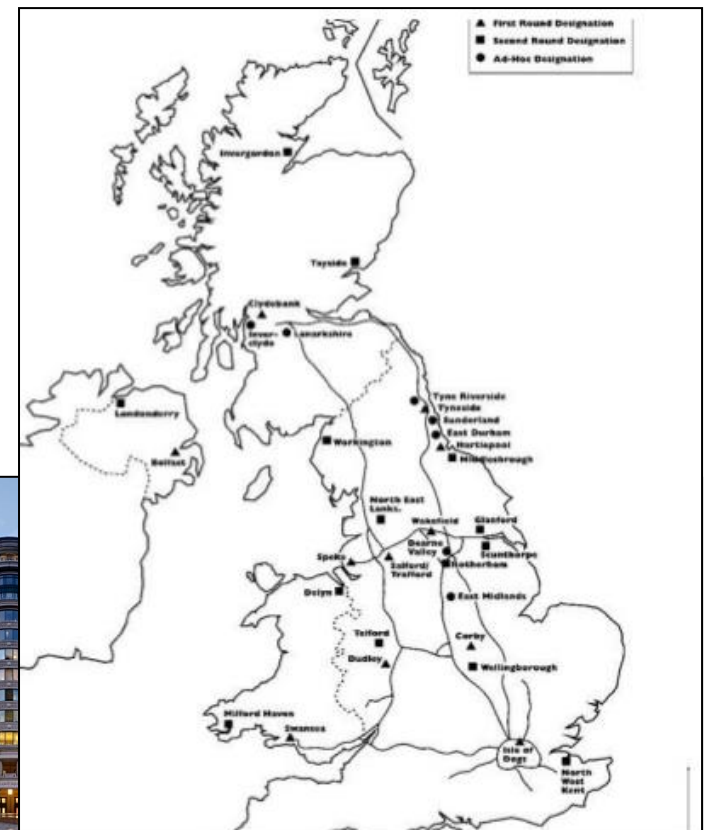 First Round Designation
Second Round Designation
Ad-Hoc Designation
Invergordon
Tayside
Clydebank
Inver-
clyde
Lanarkshire
Londonderry
Belfast
Tyne Riverside
Tyneside
Sunderland
East Durham
Hartlepool
Middlesbrough
Workington
North East
Lanks.
Wakefield
Glanford
Dearne
Valley
Scunthorpe
Rotherham
Speke
Salford/
Trafford
Delyn
East Midlands
Telford
Dudley
Corby
Wellingborough
Milford Haven
Swansea
Isle of
Dogs
North
West
Kent